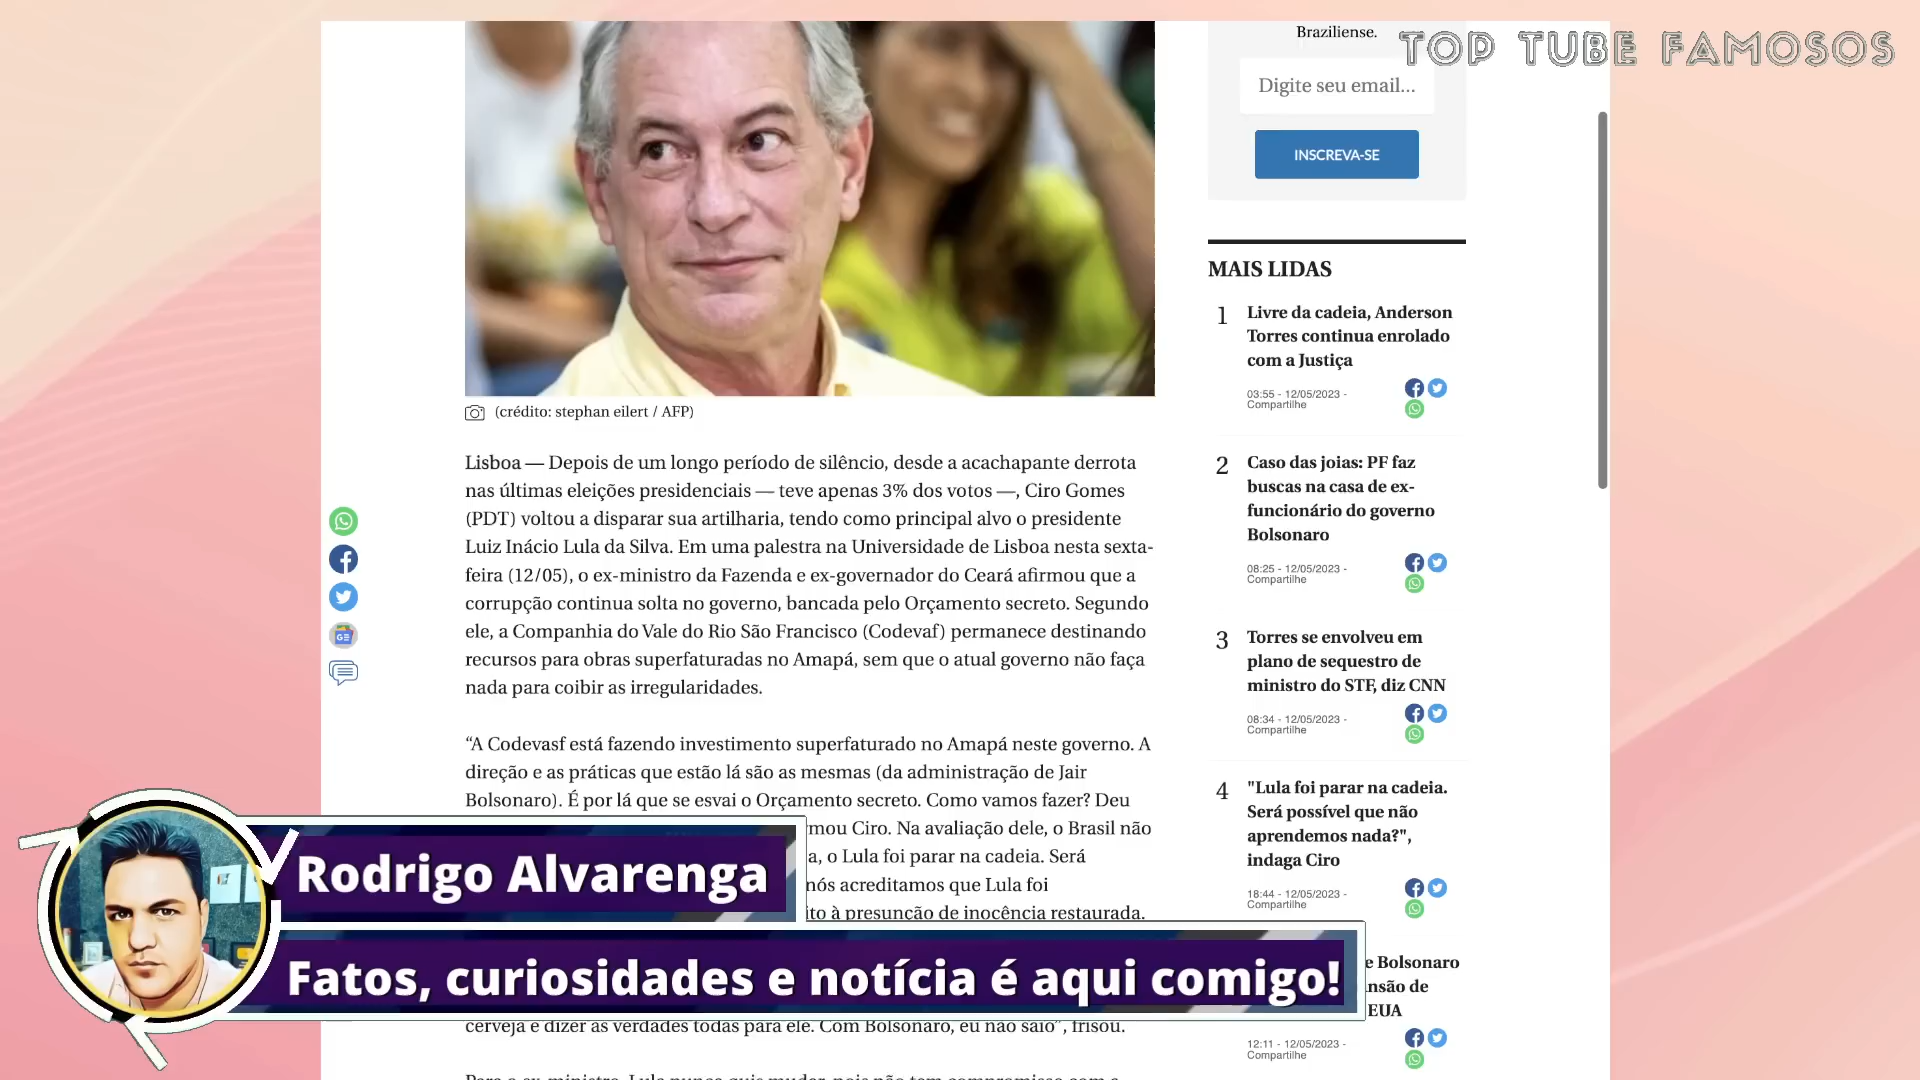 Braziliense.
TOP TUBE FAMOSOS
Digite seu email...
INSCREVA-SE
(crédito: stephan eilert / AFP)
Lisboa — Depois de um longo período de silêncio, desde a acachapante derrota
nas últimas eleições presidenciais — teve apenas 3% dos votos —, Ciro Gomes
(PDT) voltou a disparar sua artilharia, tendo como principal alvo o presidente
Luiz Inácio Lula da Silva. Em uma palestra na Universidade de Lisboa nesta sexta-
feira (12/05), o ex-ministro da Fazenda e ex-governador do Ceará afirmou que a
corrupção continua solta no governo, bancada pelo Orçamento secreto. Segundo
ele, a Companhia do Vale do Rio São Francisco (Codevaf) permanece destinando
recursos para obras superfaturadas no Amapá, sem que o atual governo não faça
nada para coibir as irregularidades.
“A Codevasf está fazendo investimento superfaturado no Amapá neste governo. A
direção e as práticas que estão lá são as mesmas (da administração de Jair
Bolsonaro). É por lá que se esvai o Orçamento secreto. Como vamos fazer? Deu
rmou Ciro. Na avaliação dele, o Brasil não
a, o Lula foi parar na cadeia. Será
nós acreditamos que Lula foi
ito à presunção de inocência restaurada.
cerveja e dizer as verdades todas para ele. Com Bolsonaro, eu não saio”, frisou.
Para o ex-ministro, Lula nunca quis mudar, pois não tem compromisso com a
MAIS LIDAS
1
Livre da cadeia, Anderson
Torres continua enrolado
com a Justiça
03:55 - 12/05/2023 -
Compartilhe
2
Caso das joias: PF faz
buscas na casa de ex-
funcionário do governo
Bolsonaro
08:25 - 12/05/2023 -
Compartilhe
3
Torres se envolveu em
plano de sequestro de
ministro do STF, diz CNN
08:34 - 12/05/2023 -
Compartilhe
4
"Lula foi parar na cadeia.
Será possível que não
aprendemos nada?",
indaga Ciro
18:44 - 12/05/2023 -
Compartilhe
e Bolsonaro
nsão de
EUA
12:11 - 12/05/2023 -
Compartilhe
Rodrigo Alvarenga
Fatos, curiosidades e notícia é aqui comigo!